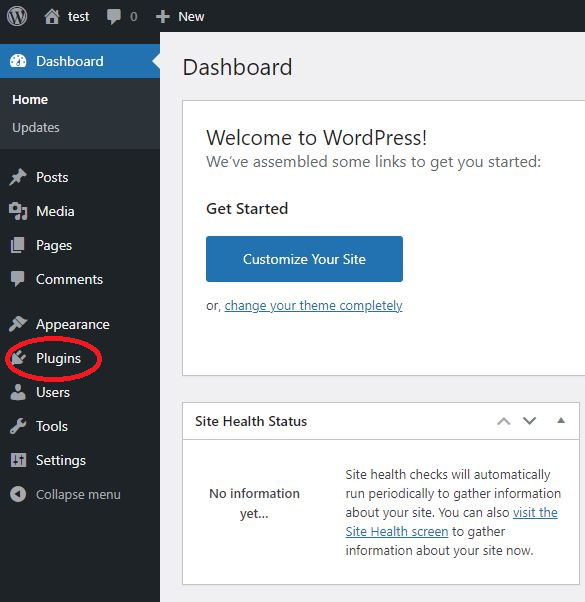 test 0 New
Dashboard
Home
Updates
Posts
Media
Pages
Comments
Appearance
Plugins
Users
Tools
Settings
Collapse menu
Dashboard
Welcome to WordPress!
We've assembled some links to get you started:
Get Started
Customize Your Site
or, change your theme completely
Site Health Status
No information
yet...
Site health checks will automatically
run periodically to gather information
about your site. You can also visit the
Site Health screen to gather
information about your site now.